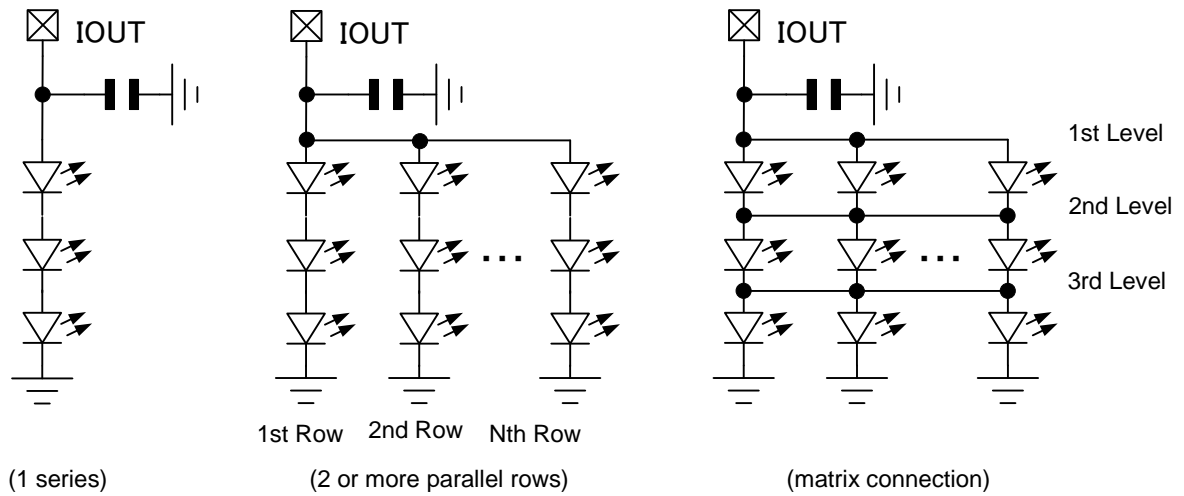 IOUT
IOUT
IOUT
1st Level
2nd Level
3rd Level
...
...
1st Row
2nd Row
Nth Row
(1 series)
(2 or more parallel rows)
(matrix connection)